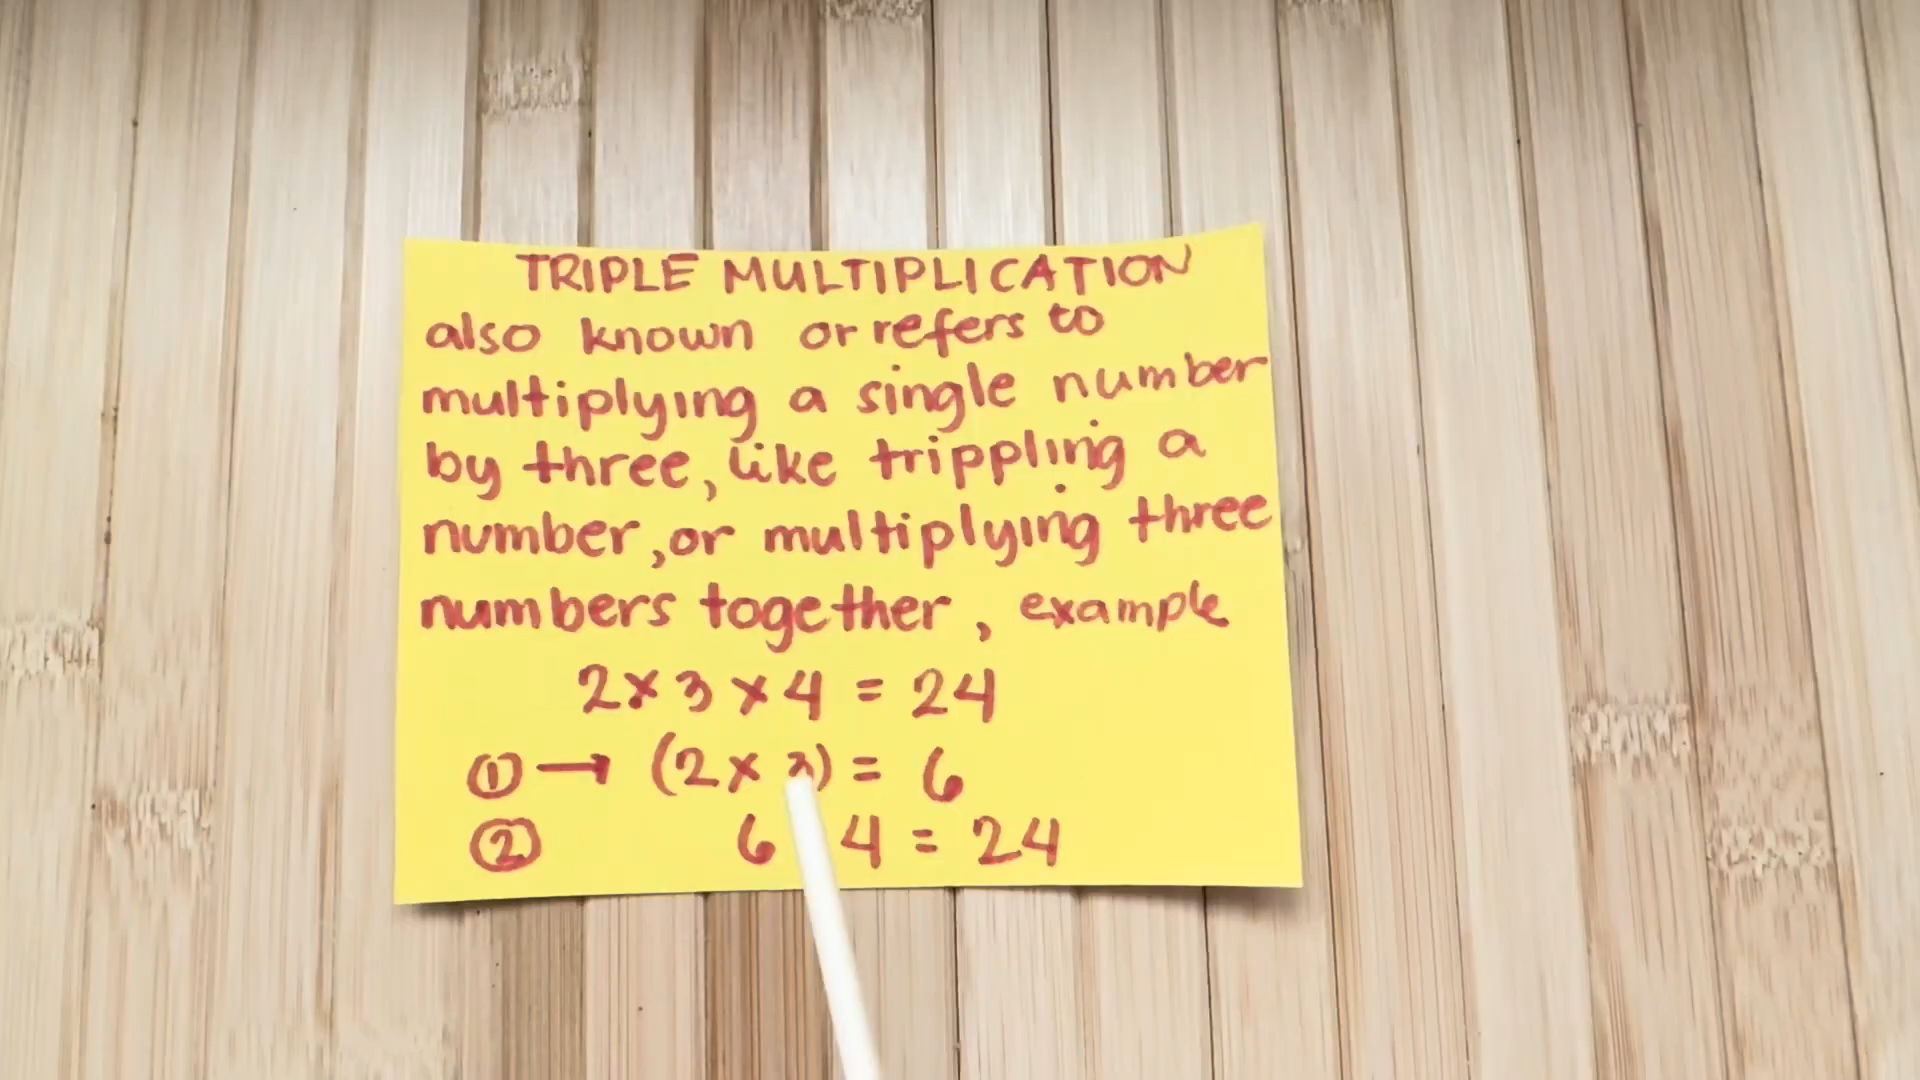 TRIPLE MULTIPLICATION
also known or refers to
multiplying a single number
by three, like trippling a
number, or multiplying three
numbers together, example
2 x 3 x 4 = 24
① → (2 x 3) = 6
② 6 4 = 24